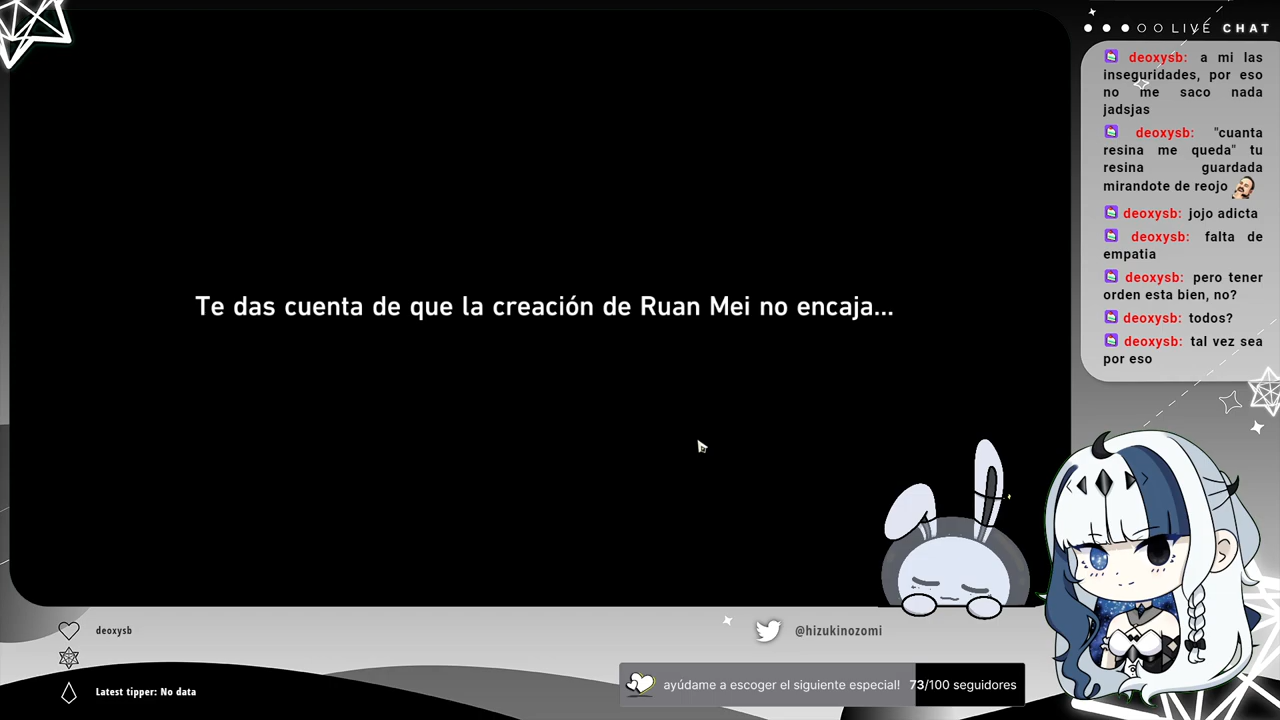 LIVE CHAT
deoxysb: a mi las
inseguridades, por eso
no me saco nada
jadsjas
deoxysb: "cuanta
resina me queda" tu
resina guardada
mirandote de reojo
deoxysb: jojo adicta
deoxysb: falta de
empatia
deoxysb: pero tener
orden esta bien, no?
deoxysb: todos?
deoxysb: tal vez sea
por eso
Te das cuenta de que la creación de Ruan Mei no encaja...
deoxysb
@hizukinozomi
Latest tipper: No data
ayúdame a escoger el siguiente especial! 73/100 seguidores